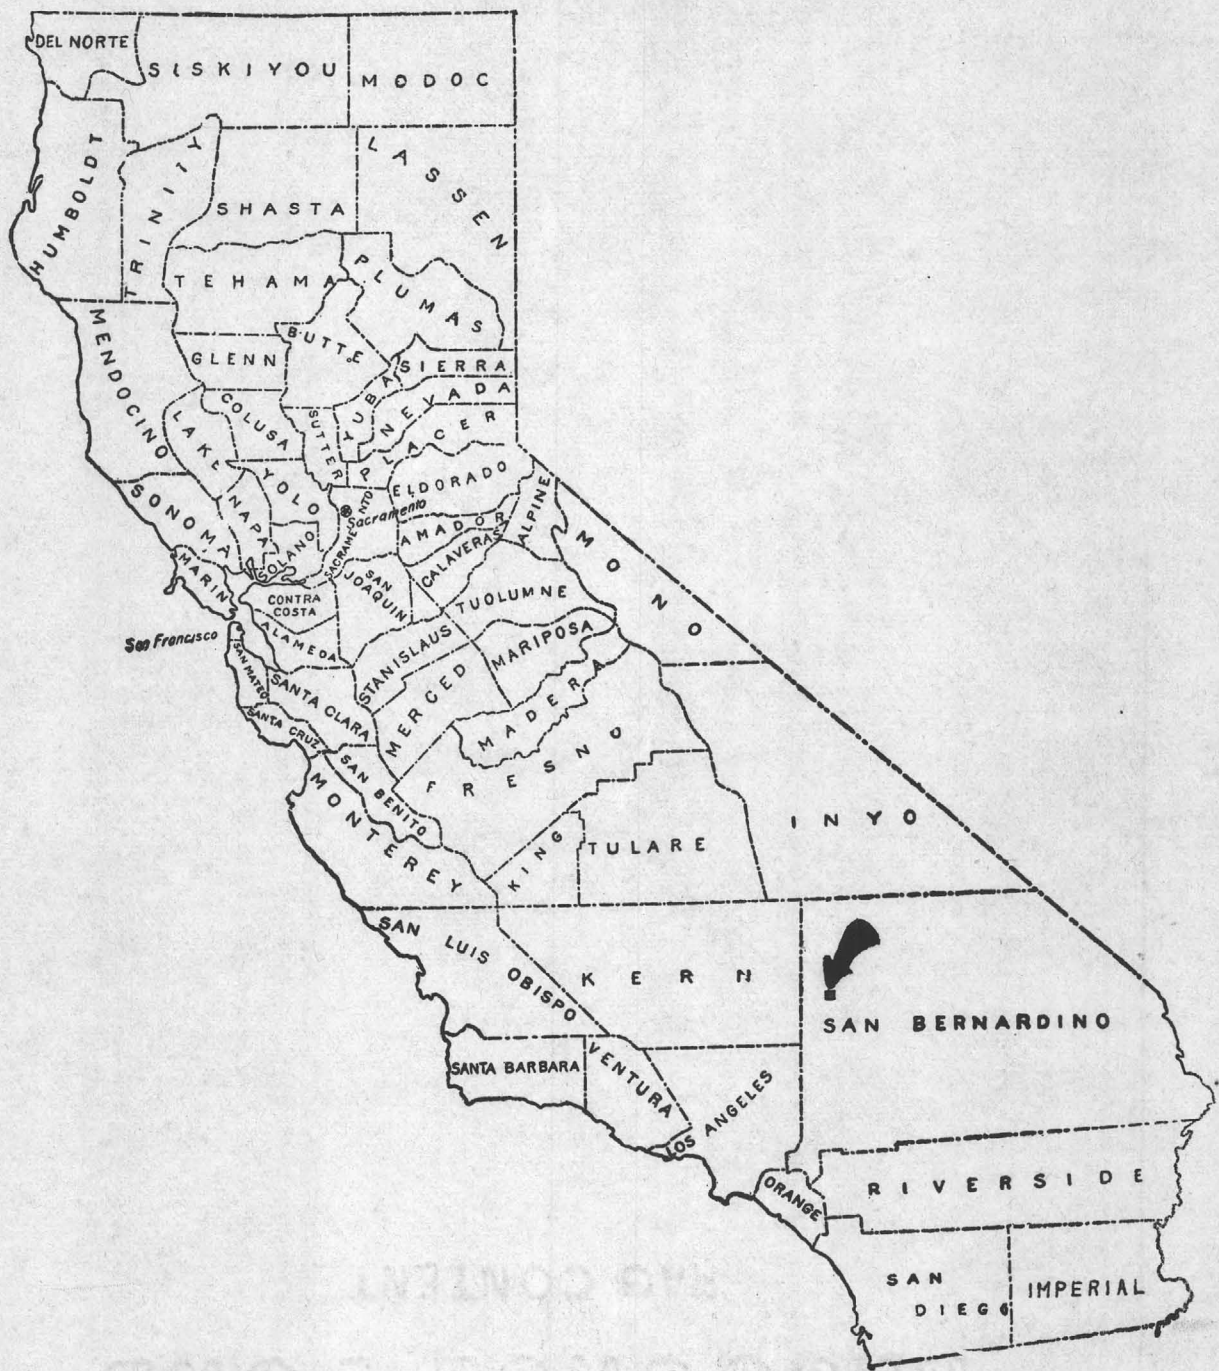 DEL NORTE
SISKIYOU
MODOC
HUMBOLDT
TRINITY
SHASTA
LASSEN
TEHAMA
PLUMAS
MENDOCINO
GLENN
BUTTE
SIERRA
LAKE
COLUSA
SUTTER
YUBA
NEVADA
PLACER
SONOMA
NAPA
YOLO
ELDORADO
Sacramento
SACRAMENTO
AMADOR
ALPINE
SOLANO
CALAVERAS
MONO
MARIN
CONTRA
COSTA
SAN
JOAQUIN
TUOLUMNE
San Francisco
ALAMEDA
STANISLAUS
MARIPOSA
SAN MATEO
SANTA CLARA
MERCED
MADERA
SANTA CRUZ
SAN BENITO
FRESNO
MONTEREY
KING
TULARE
INYO
SAN LUIS OBISPO
KERN
SAN BERNARDINO
SANTA BARBARA
VENTURA
LOS ANGELES
ORANGE
RIVERSIDE
SAN
DIEGO
IMPERIAL